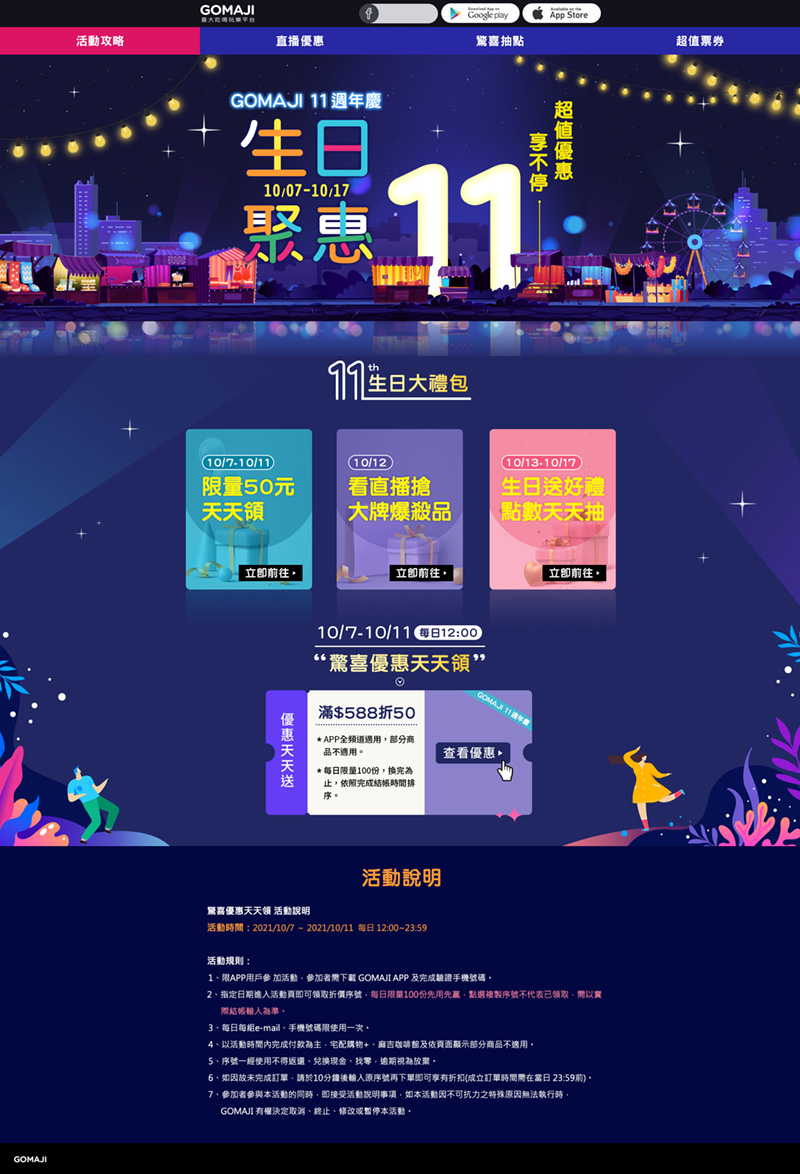 GOMAJI
最大吃喝玩樂平台
Download App on
Google play
Available on the
App Store
活動攻略
直播優惠
驚喜抽點
超值票券
GOMAJI 11週年慶
生日
10/07-10/17
聚惠
11
超值優惠
享不停
11th生日大禮包
10/7-10/11
限量50元
天天領
立即前往
10/12
看直播搶
大牌爆殺品
立即前往
10/13-10/17
生日送好禮
點數天天抽
立即前往
10/7-10/11 每日12:00
“驚喜優惠天天領”
優惠天天送
滿$588折50
★APP全頻道適用，部分商
品不適用。
★每日限量100份，換完為
止，依照完成結帳時間排
序。
GOMAJI 11週年慶
查看優惠
活動說明
驚喜優惠天天領 活動說明
活動時間：2021/10/7 ~ 2021/10/11 每日 12:00~23:59
活動規則：
1、限APP用戶參 加活動，參加者需下載 GOMAJI APP 及完成驗證手機號碼。
2、指定日期進入活動頁即可領取折價序號，每日限量100份先用先贏，點選複製序號不代表已領取，需以實
際結帳輸入為準。
3、每日每組e-mail、手機號碼限使用一次。
4、以活動時間內完成付款為主，宅配購物+、麻吉咖啡館及依頁面顯示部分商品不適用。
5、序號一經使用不得返還、兌換現金、找零，逾期視為放棄。
6、如因故未完成訂單，請於10分鐘後輸入原序號再下單即可享有折扣(成立訂單時間需在當日 23:59前)。
7、參加者參與本活動的同時，即接受活動說明事項，如本活動因不可抗力之特殊原因無法執行時，
GOMAJI 有權決定取消、終止、修改或暫停本活動。
GOMAJI